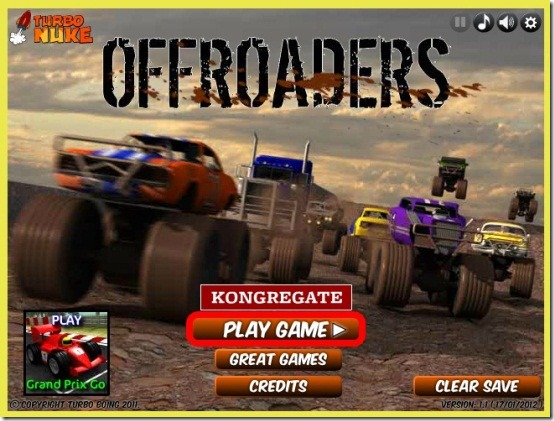 TURBO
NUKE
OFFROADERS
KONGREGATE
PLAY GAME
GREAT GAMES
CREDITS
PLAY
Grand Prix Go
CLEAR SAVE
© COPYRIGHT TURBO BOING 2011
VERSION: 1.1 ( 17/01/2012 )